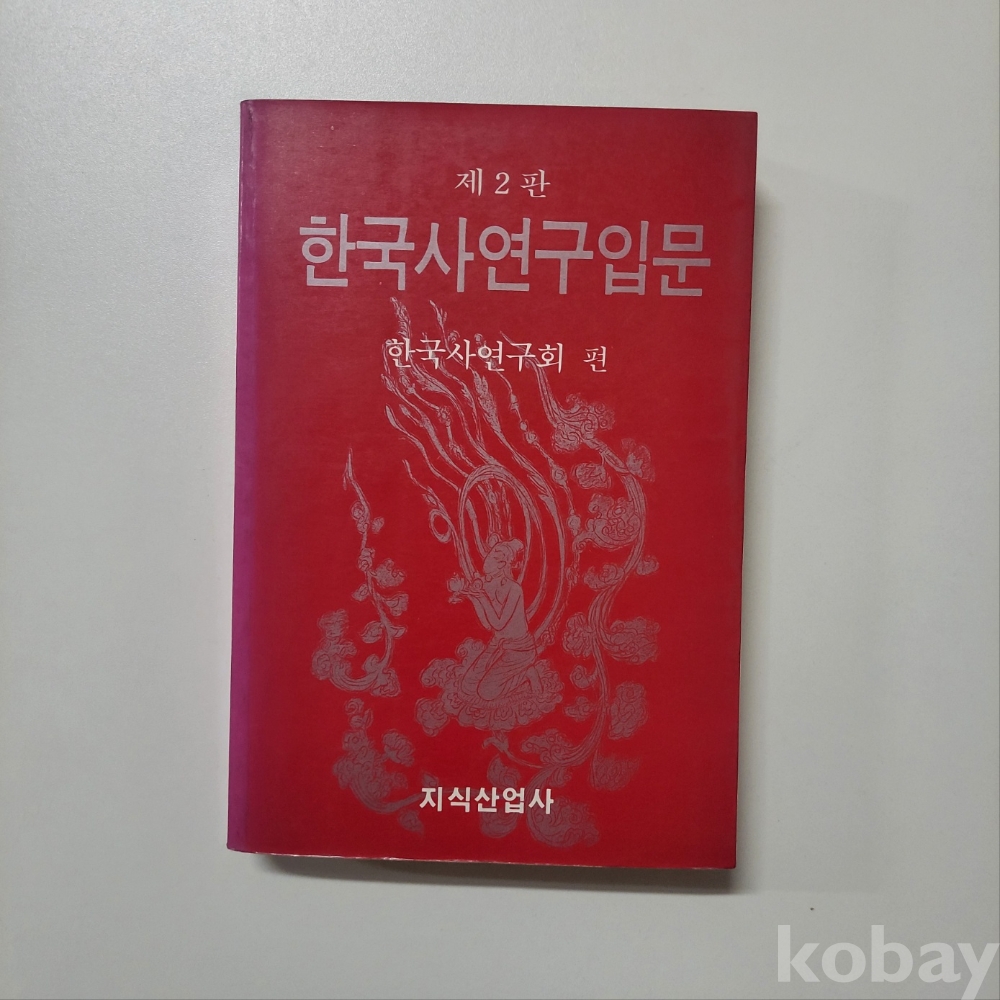 제2판
한국사연구입문
한국사연구회 편
지식산업사
kobay